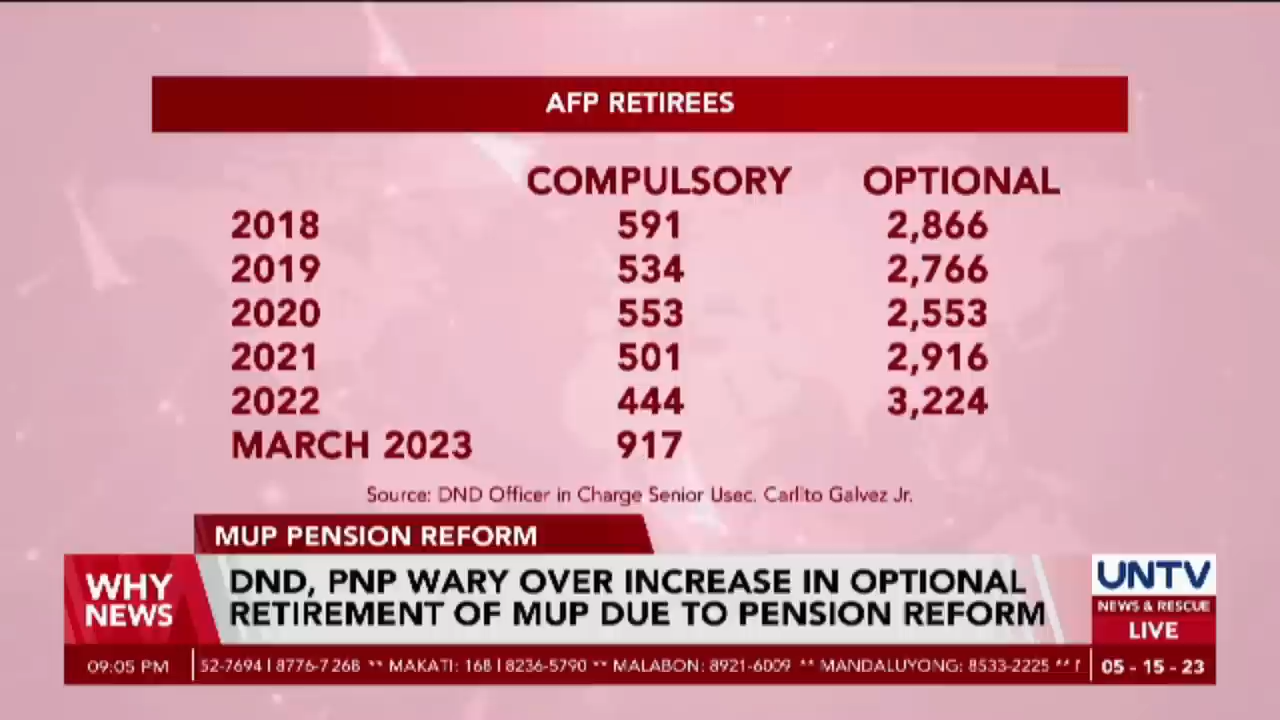 AFP RETIREES
COMPULSORY OPTIONAL
2018 591 2,866
2019 534 2,766
2020 553 2,553
2021 501 2,916
2022 444 3,224
MARCH 2023 917
Source: DND Officer in Charge Senior Usec. Carlito Galvez Jr.
MUP PENSION REFORM
WHY NEWS
DND, PNP WARY OVER INCREASE IN OPTIONAL
RETIREMENT OF MUP DUE TO PENSION REFORM
UNTV
NEWS & RESCUE
LIVE
09:05 PM 52-7694 | 8776-7268 ** MAKATI: 168 | 8236-5790 ** MALABON: 8921-6009 ** MANDALUYONG: 8533-2225 ** 05 - 15 - 23